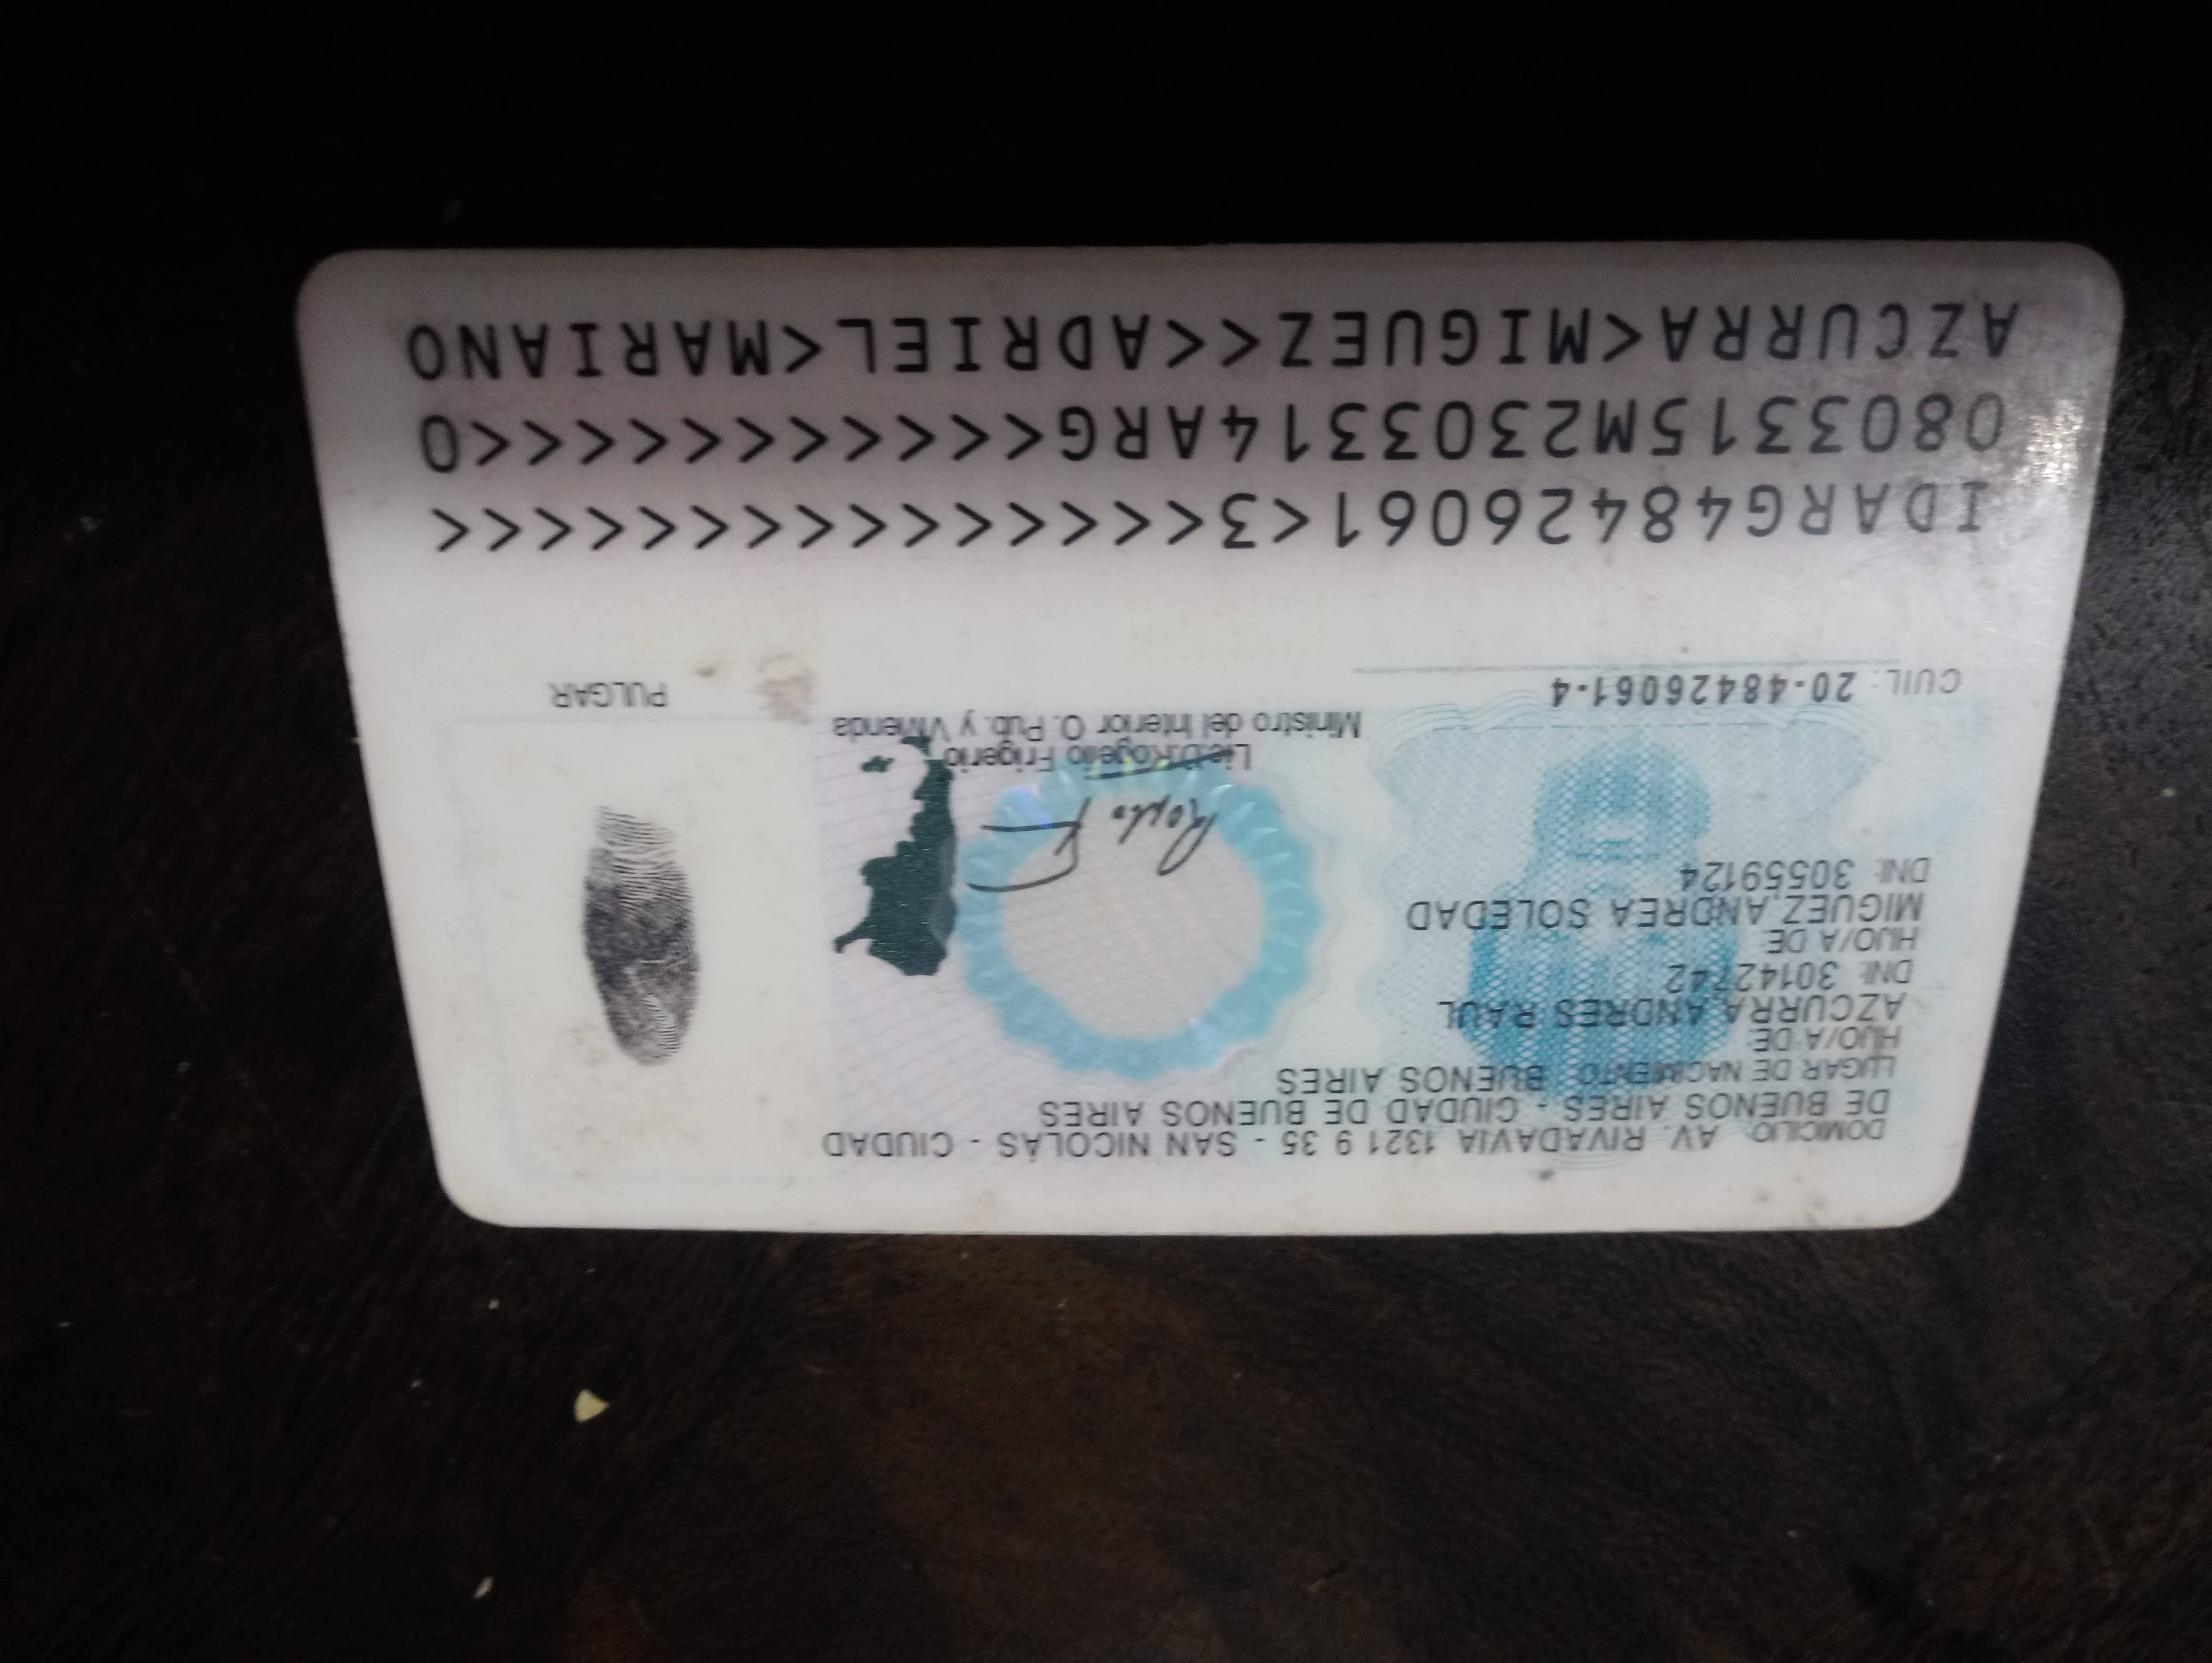 DOMICILIO: AV. RIVADAVIA 1321 9 35 - SAN NICOLÁS - CIUDAD
DE BUENOS AIRES - CIUDAD DE BUENOS AIRES
LUGAR DE NACIMIENTO: BUENOS AIRES
HIJO/A DE:
AZCURRA,ANDRES RAUL
DNI: 30142742
HIJO/A DE:
MIGUEZ,ANDREA SOLEDAD
DNI: 30559124
Lic.D.Rogelio Frigerio
Ministro del Interior O. Pub. y Vivienda
CUIL: 20-48426061-4
PULGAR
IDARG48426061<3<<<<<<<<<<<<<<<
0803315M2303314ARG<<<<<<<<<<<0
AZCURRA<MIGUEZ<<ADRIEL<MARIANO